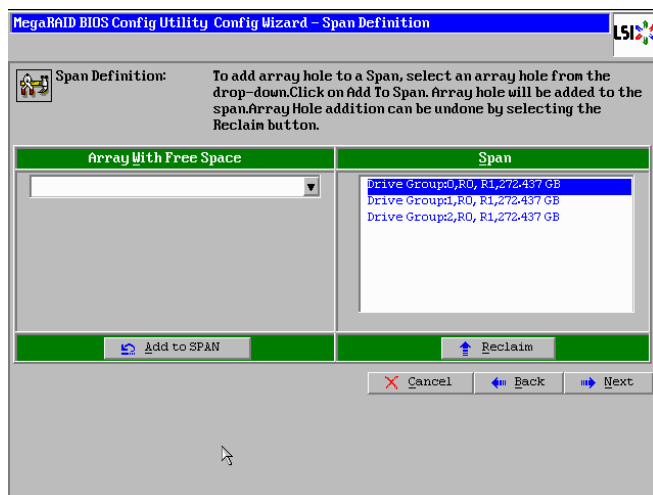 MegaRAID BIOS Config Utility Config Wizard – Span Definition
LSI
Span Definition:
To add array hole to a Span, select an array hole from the
drop-down.Click on Add To Span. Array hole will be added to the
span.Array Hole addition can be undone by selecting the
Reclaim button.
Array With Free Space
Span
Drive Group:0,R0, R1,272.437 GB
Drive Group:1,R0, R1,272.437 GB
Drive Group:2,R0, R1,272.437 GB
Add to SPAN
Reclaim
Cancel
Back
Next